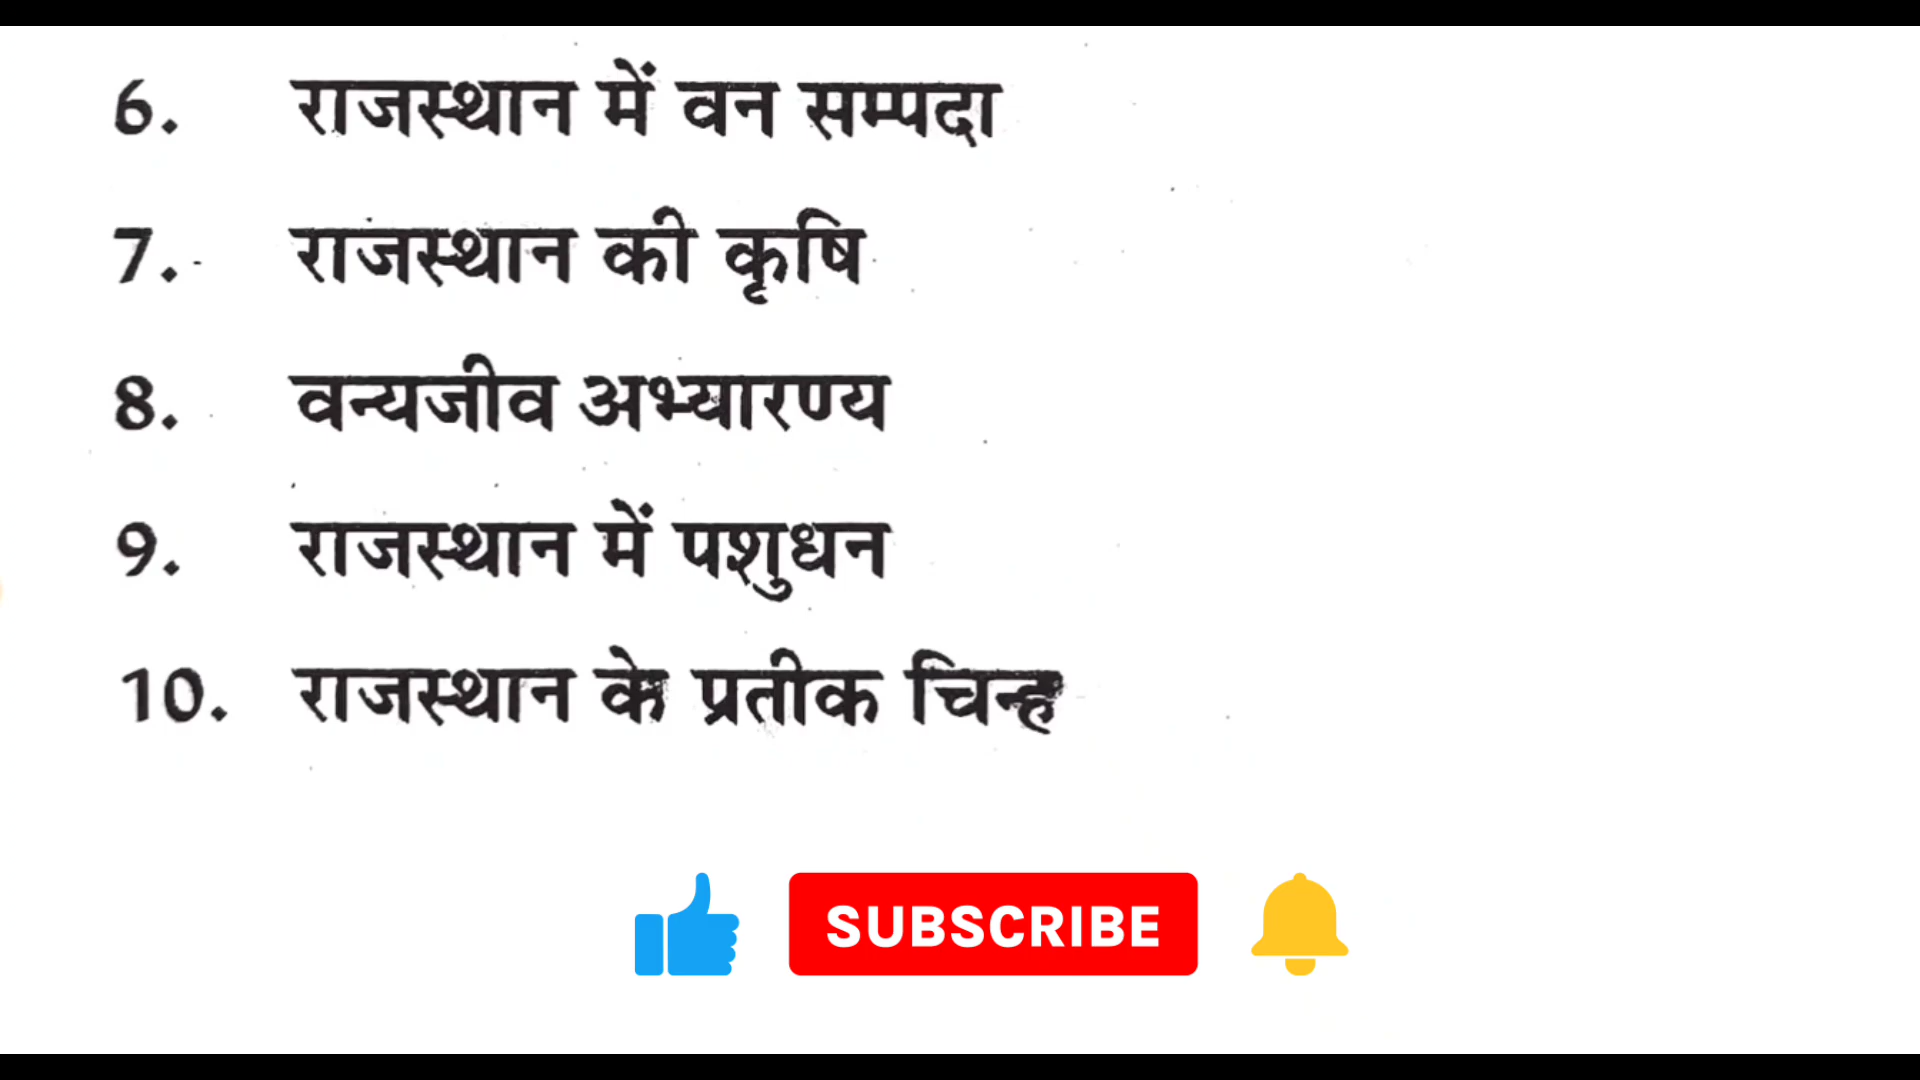 6. राजस्थान में वन सम्पदा
7. राजस्थान की कृषि
8. वन्यजीव अभ्यारण्य
9. राजस्थान में पशुधन
10. राजस्थान के प्रतीक चिन्ह
SUBSCRIBE